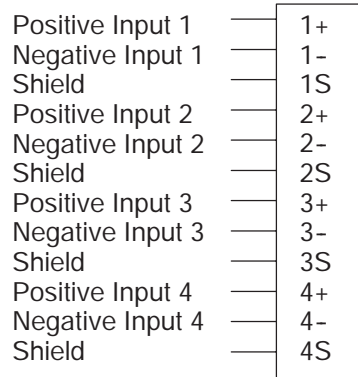 Positive Input 1 1+
Negative Input 1 1-
Shield 1S
Positive Input 2 2+
Negative Input 2 2-
Shield 2S
Positive Input 3 3+
Negative Input 3 3-
Shield 3S
Positive Input 4 4+
Negative Input 4 4-
Shield 4S